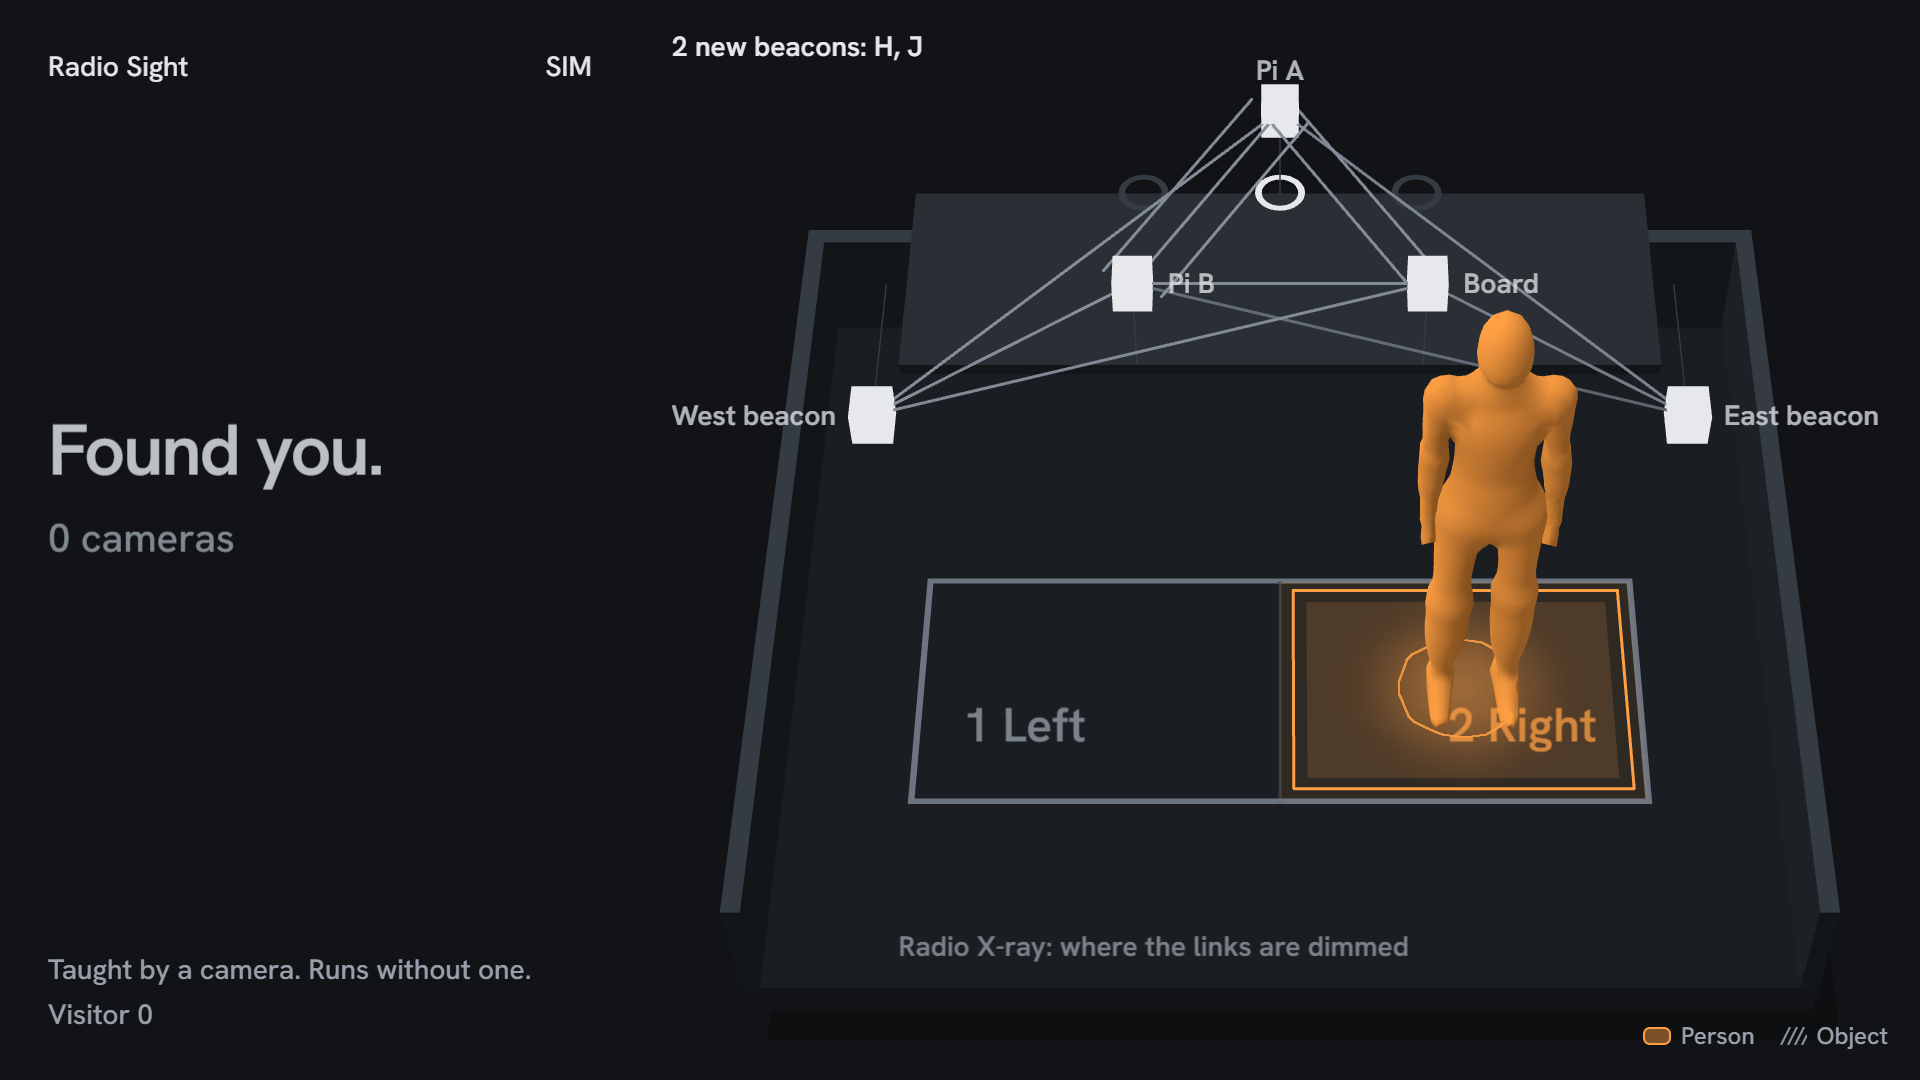 Radio Sight
SIM
2 new beacons: H, J
Pi A
Pi B
Board
West beacon
East beacon
Found you.
0 cameras
1 Left
2 Right
Radio X-ray: where the links are dimmed
Taught by a camera. Runs without one.
Visitor 0
Person
Object